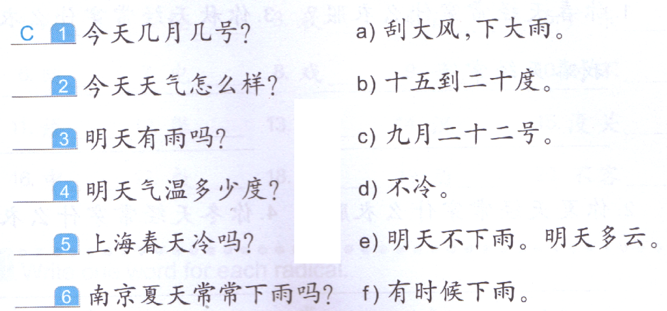 C 1 今天几月几号? a) 刮大风，下大雨。
2 今天天气怎么样? b) 十五到二十度。
3 明天有雨吗? c) 九月二十二号。
4 明天气温多少度? d) 不冷。
5 上海春天冷吗? e) 明天不下雨。明天多云。
word for each radical.
6 南京夏天常常下雨吗? f) 有时候下雨。